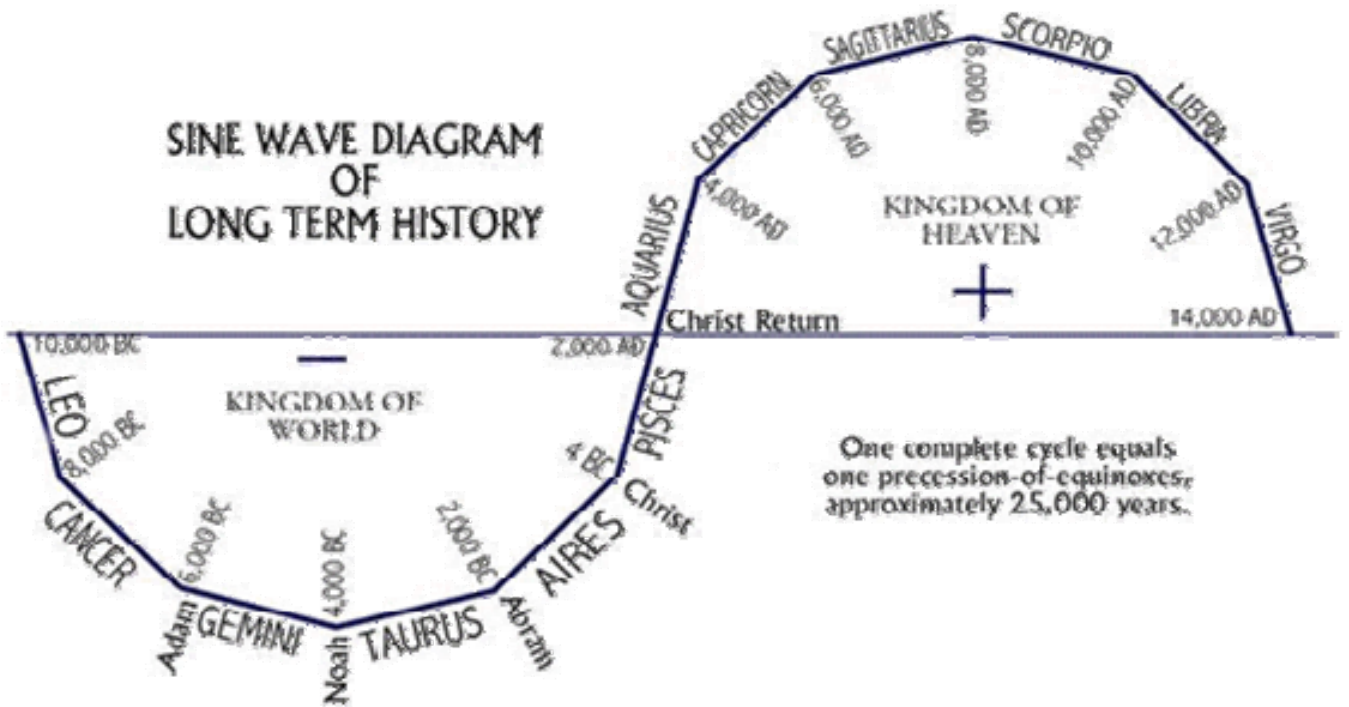 SINE WAVE DIAGRAM
OF
LONG TERM HISTORY
SAGITTARIUS
SCORPIO
CAPRICORN
LIBRA
AQUARIUS
VIRGO
4,000 AD
6,000 AD
8,000 AD
10,000 AD
12,000 AD
14,000 AD
KINGDOM OF
HEAVEN
+
Christ Return
10,000 BC
−
2,000 AD
KINGDOM OF
WORLD
LEO
8,000 BC
CANCER
6,000 BC
Adam
GEMINI
4,000 BC
Noah
TAURUS
2,000 BC
Abram
AIRES
4 BC
Christ
PISCES
One complete cycle equals
one precession-of-equinoxes,
approximately 25,000 years.